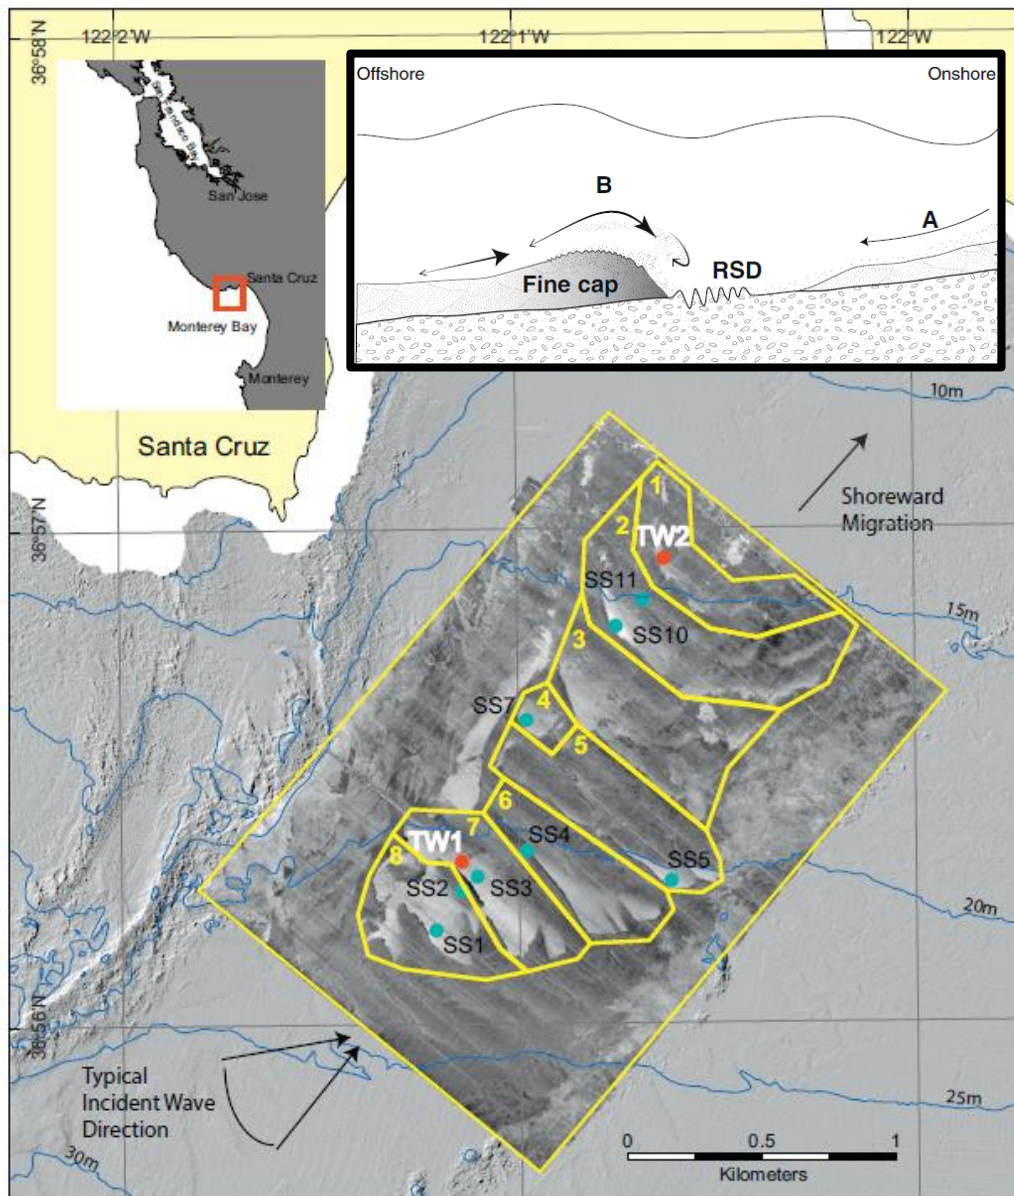 122°2'W
122°1'W
122°W
36°58'N
Offshore
Onshore
San Francisco Bay
San Jose
Santa Cruz
Monterey Bay
Monterey
B
A
RSD
Fine cap
10m
Santa Cruz
Shoreward
Migration
36°57'N
1
2
TW2
SS11
15m
SS10
3
SS7
4
5
6
7
SS4
TW1
8
SS5
SS2
SS3
20m
SS1
36°56'N
Typical
Incident Wave
Direction
25m
30m
0
0.5
1
Kilometers